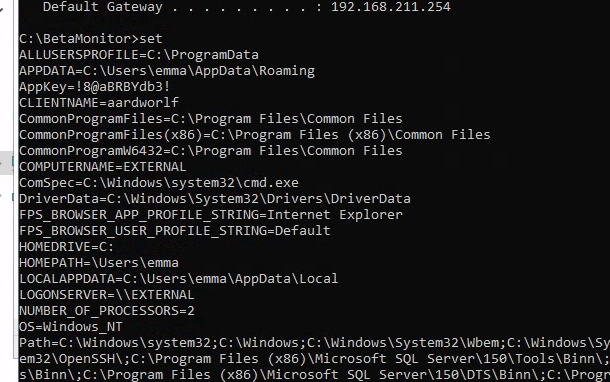 Default Gateway . . . . . . . . . : 192.168.211.254
C:\BetaMonitor>set
ALLUSERSPROFILE=C:\ProgramData
APPDATA=C:\Users\emma\AppData\Roaming
AppKey=!8@aBRBYdb3!
CLIENTNAME=aardworlf
CommonProgramFiles=C:\Program Files\Common Files
CommonProgramFiles(x86)=C:\Program Files (x86)\Common Files
CommonProgramW6432=C:\Program Files\Common Files
COMPUTERNAME=EXTERNAL
ComSpec=C:\Windows\system32\cmd.exe
DriverData=C:\Windows\System32\Drivers\DriverData
FPS_BROWSER_APP_PROFILE_STRING=Internet Explorer
FPS_BROWSER_USER_PROFILE_STRING=Default
HOMEDRIVE=C:
HOMEPATH=\Users\emma
LOCALAPPDATA=C:\Users\emma\AppData\Local
LOGONSERVER=\\EXTERNAL
NUMBER_OF_PROCESSORS=2
OS=Windows_NT
Path=C:\Windows\system32;C:\Windows;C:\Windows\System32\Wbem;C:\Windows\Sy
em32\OpenSSH\;C:\Program Files (x86)\Microsoft SQL Server\150\Tools\Binn\;
s\Binn\;C:\Program Files (x86)\Microsoft SQL Server\150\DTS\Binn\;C:\Progr